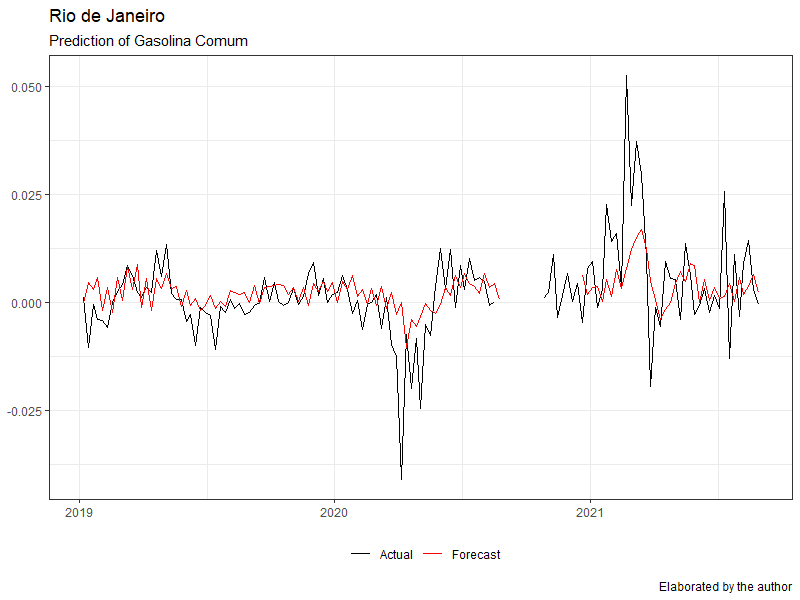 Rio de Janeiro
Prediction of Gasolina Comum
0.050
0.025
0.000
-0.025
2019 2020 2021
Actual Forecast
Elaborated by the author